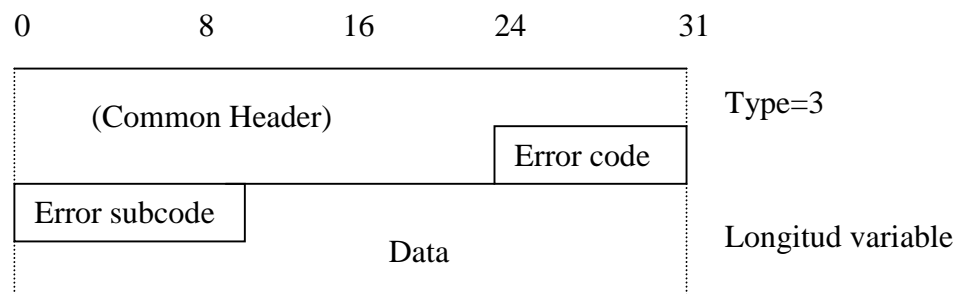 0 8 16 24 31
(Common Header)
Type=3
Error code
Error subcode
Data
Longitud variable